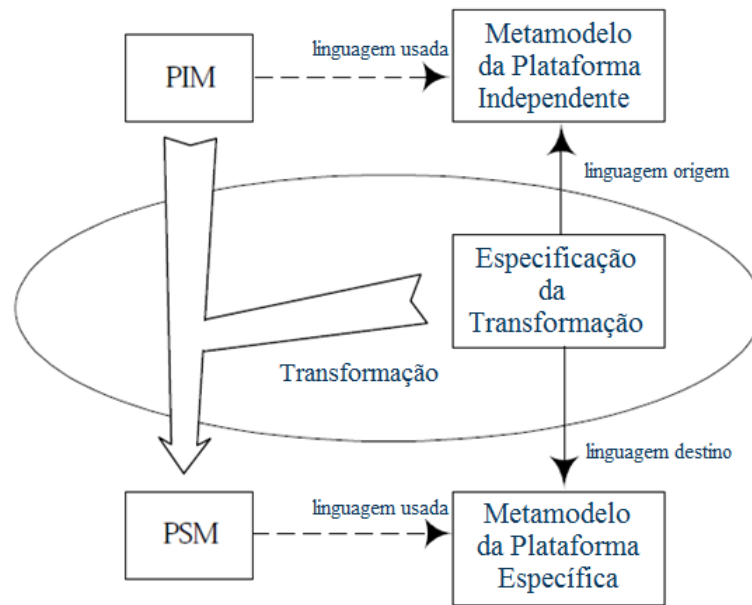 PIM
linguagem usada
Metamodelo
da Plataforma
Independente
linguagem origem
Especificação
da
Transformação
Transformação
linguagem destino
PSM
linguagem usada
Metamodelo
da Plataforma
Específica